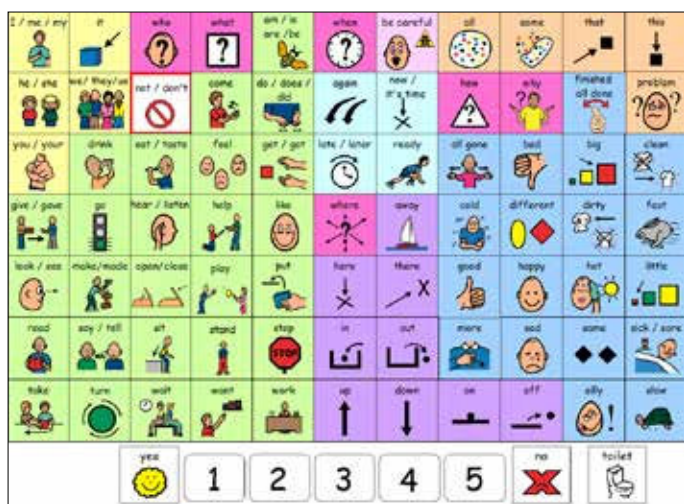 I / me / my
it
who
what
am / is
are /be
when
be careful
all
some
that
this
he / she
we/ they/us
not / don't
come
do / does /
did
again
now /
it's time
how
why
finished
all done
problem
you / your
drink
eat / taste
feel
get / got
late / later
ready
all gone
bad
big
clean
give / gave
go
hear / listen
help
like
where
away
cold
different
dirty
fast
look / see
make/made
open/close
play
put
here
there
good
happy
hot
little
read
say / tell
sit
stand
stop
STOP
in
out
more
sad
same
sick / sore
take
turn
wait
want
work
up
down
on
off
silly
slow
yes
1
2
3
4
5
no
toilet